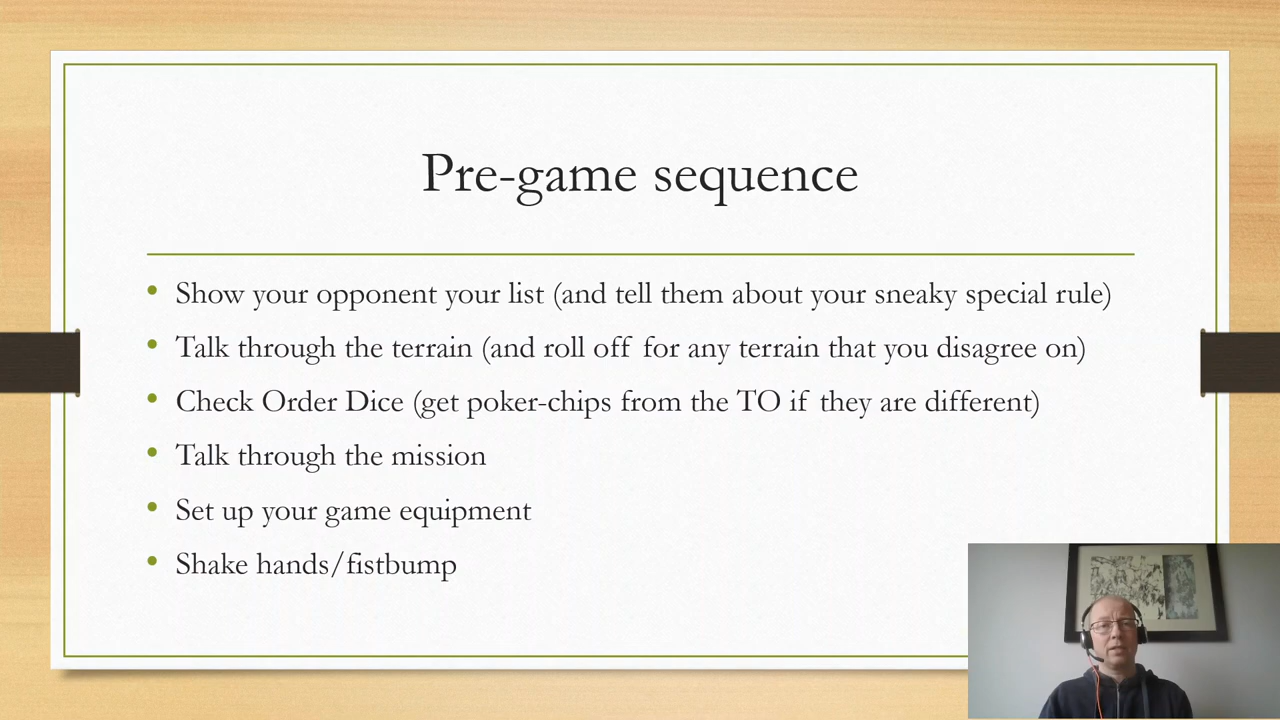 Pre-game sequence
Show your opponent your list (and tell them about your sneaky special rule)
Talk through the terrain (and roll off for any terrain that you disagree on)
Check Order Dice (get poker-chips from the TO if they are different)
Talk through the mission
Set up your game equipment
Shake hands/fistbump